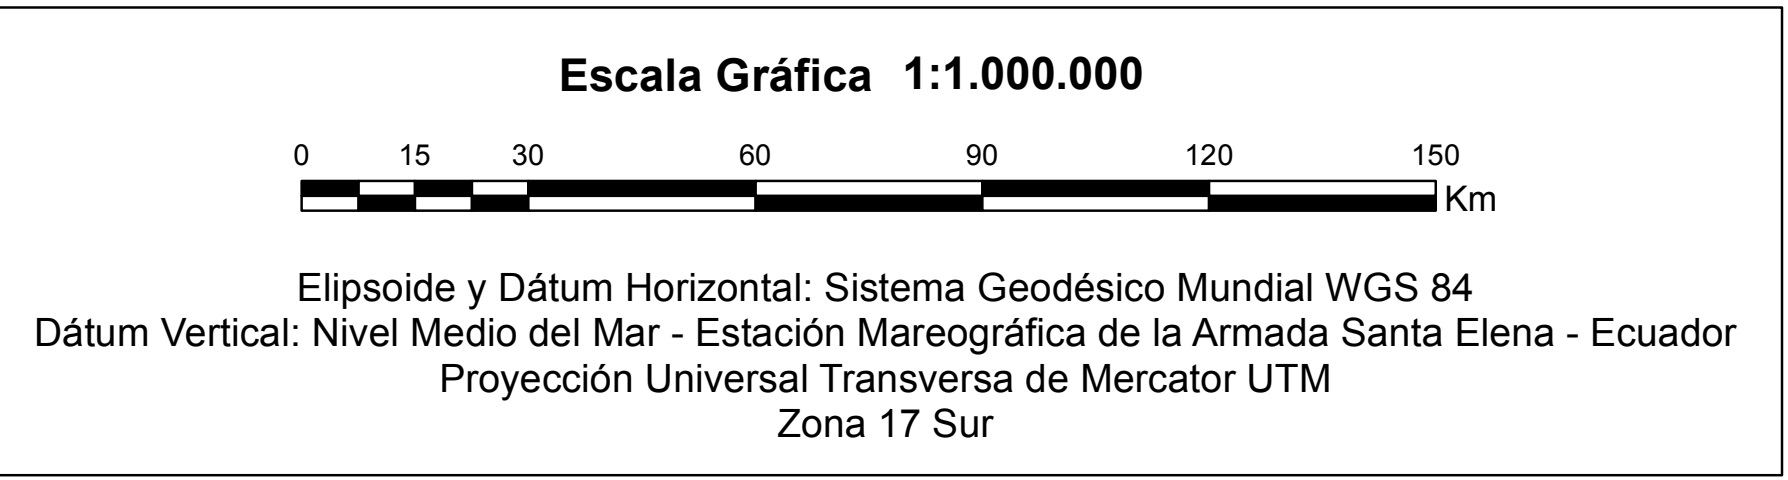 Escala Gráfica 1:1.000.000
0 15 30 60 90 120 150
Km
Elipsoide y Dátum Horizontal: Sistema Geodésico Mundial WGS 84
Dátum Vertical: Nivel Medio del Mar - Estación Mareográfica de la Armada Santa Elena - Ecuador
Proyección Universal Transversa de Mercator UTM
Zona 17 Sur